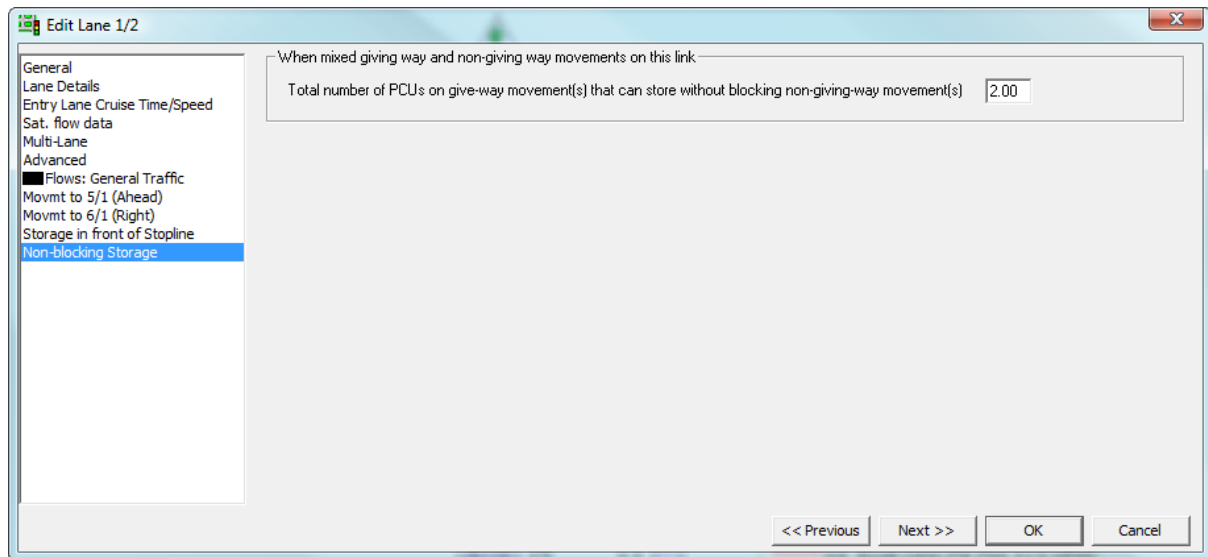 Edit Lane 1/2
General
Lane Details
Entry Lane Cruise Time/Speed
Sat. flow data
Multi-Lane
Advanced
Flows: General Traffic
Movmt to 5/1 (Ahead)
Movmt to 6/1 (Right)
Storage in front of Stopline
Non-blocking Storage
When mixed giving way and non-giving way movements on this link
Total number of PCUs on give-way movement(s) that can store without blocking non-giving-way movement(s) 2.00
<< Previous Next >> OK Cancel